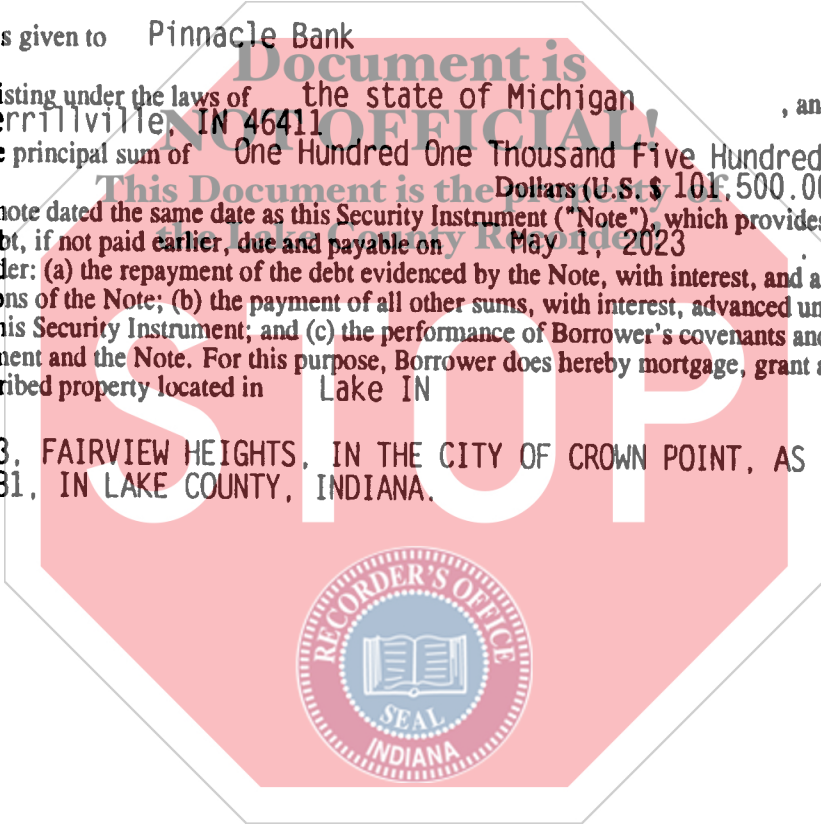 s given to Pinnacle Bank
Document is
isting under the laws of the state of Michigan , an
errillville, IN 46411
NOT OFFICIAL!
e principal sum of One Hundred One Thousand Five Hundred
This Document is the property of
Dollars (U.S. $ 101,500.00
note dated the same date as this Security Instrument ("Note"), which provides
the Lake County Recorder!
bt, if not paid earlier, due and payable on May 1, 2023 .
der: (a) the repayment of the debt evidenced by the Note, with interest, and a
ons of the Note; (b) the payment of all other sums, with interest, advanced un
his Security Instrument; and (c) the performance of Borrower's covenants and
ment and the Note. For this purpose, Borrower does hereby mortgage, grant a
ribed property located in Lake IN
STOP
3, FAIRVIEW HEIGHTS, IN THE CITY OF CROWN POINT, AS
31, IN LAKE COUNTY, INDIANA.
RECORDER'S OFFICE
SEAL
INDIANA